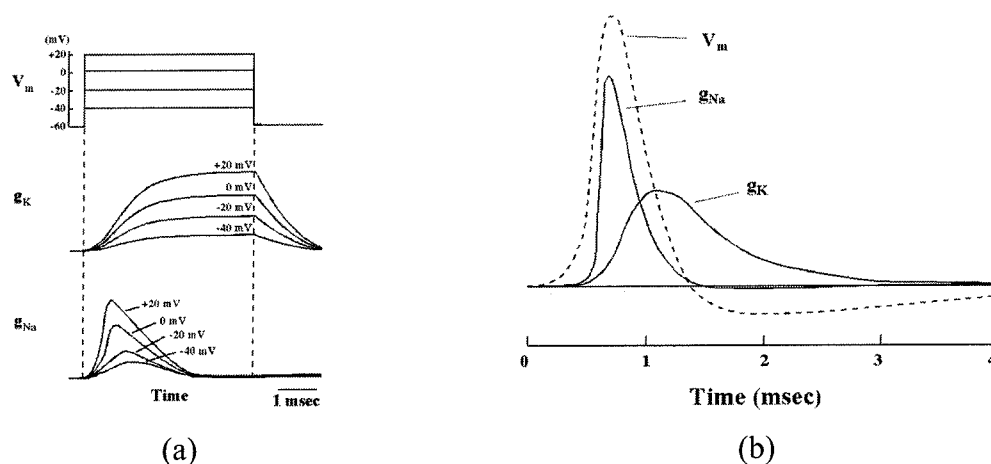 (mV)
+20
0
-20
-40
-60
Vm
+20 mV
0 mV
-20 mV
-40 mV
gK
+20 mV
0 mV
-20 mV
-40 mV
gNa
Time
1 msec
(a)
Vm
gNa
gK
0 1 2 3 4
Time (msec)
(b)